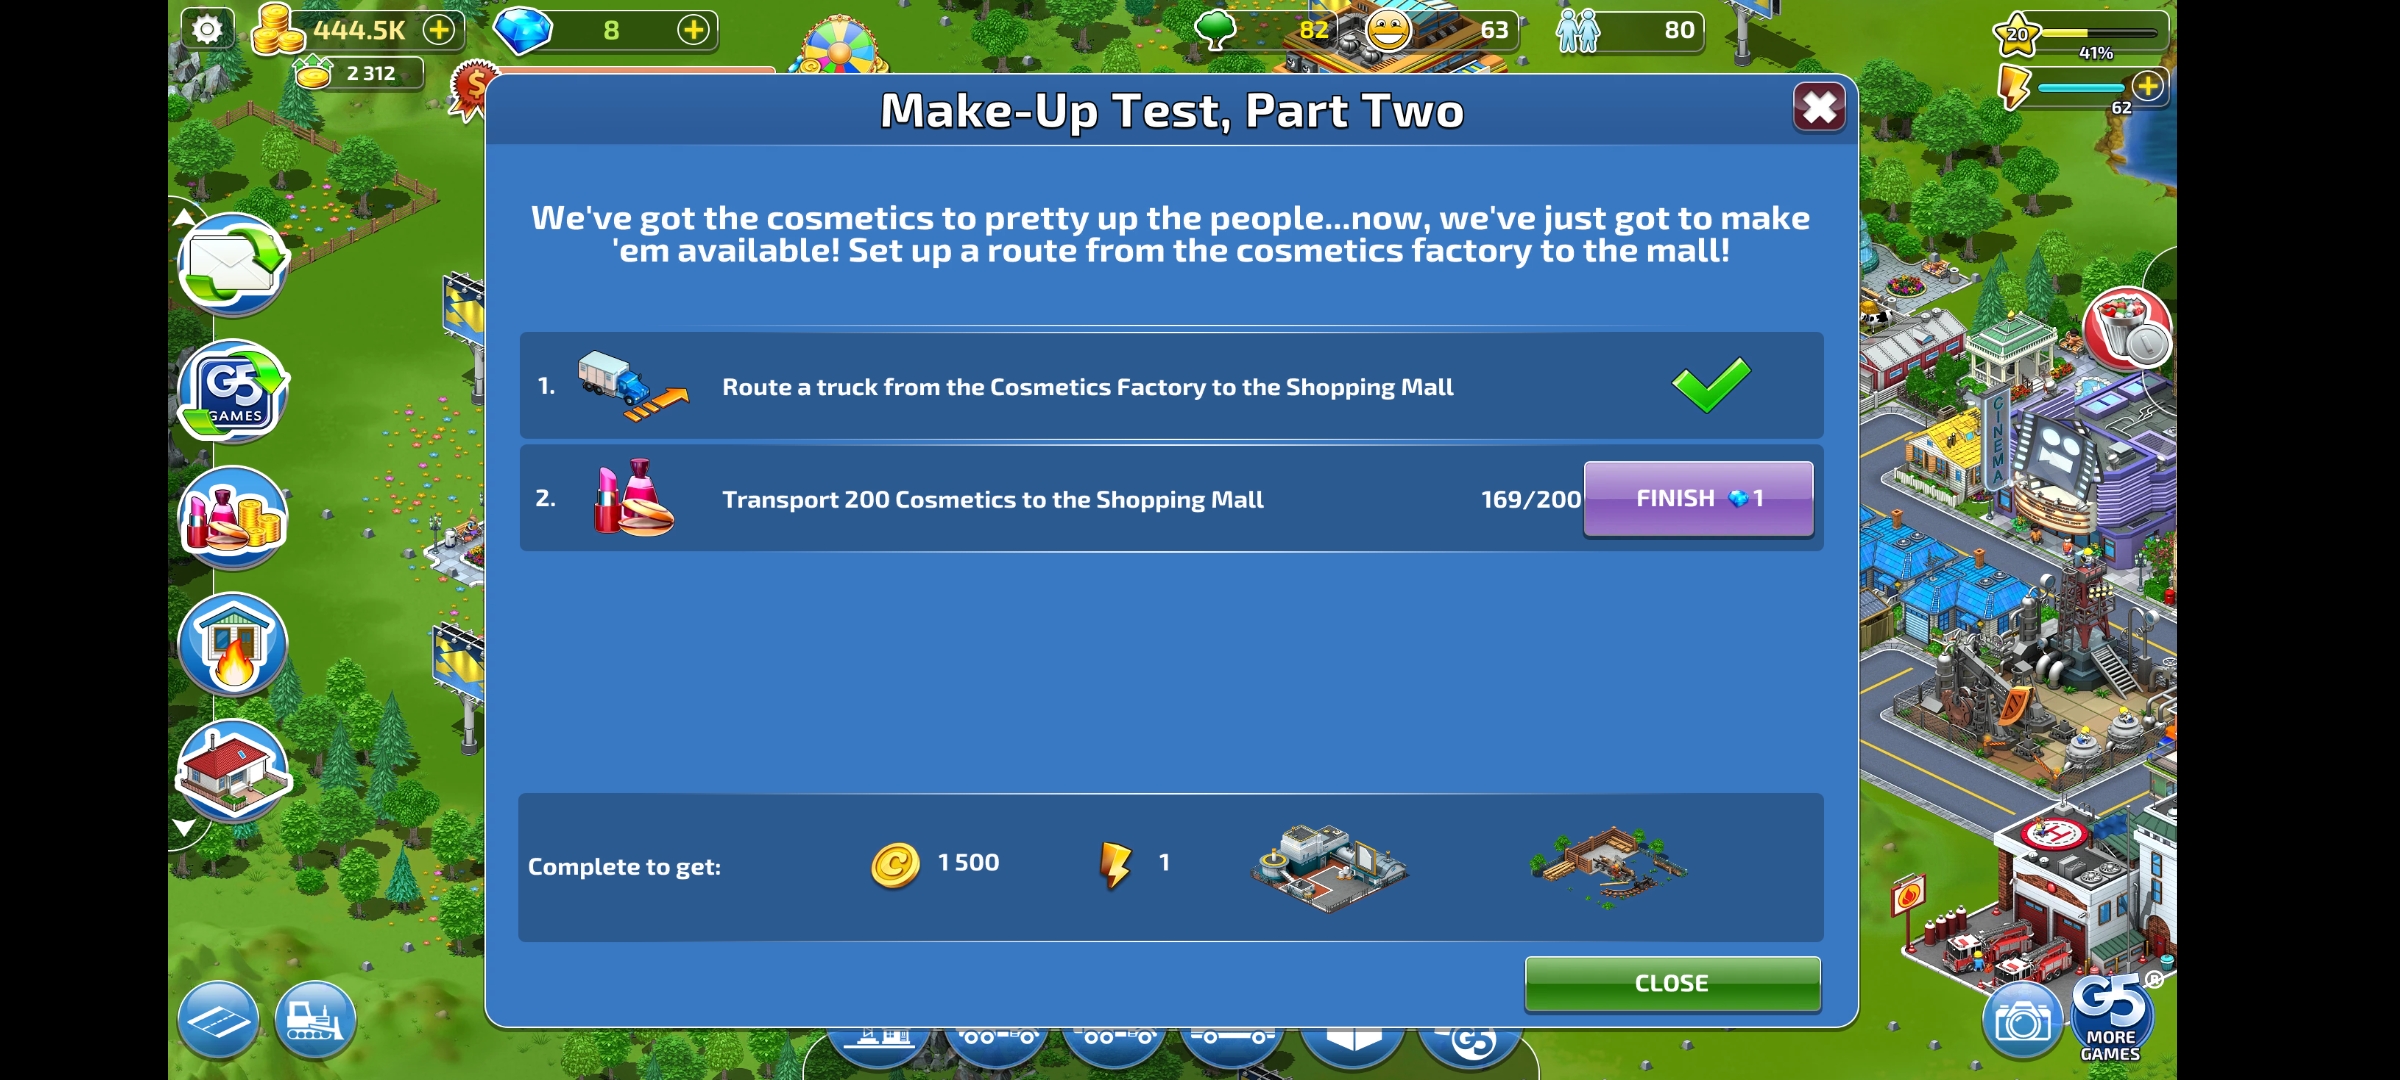 444.5K
8
82
63
80
20
41%
2 312
62
Make-Up Test, Part Two
We've got the cosmetics to pretty up the people...now, we've just got to make
'em available! Set up a route from the cosmetics factory to the mall!
1.
Route a truck from the Cosmetics Factory to the Shopping Mall
2.
Transport 200 Cosmetics to the Shopping Mall
169/200
FINISH 1
Complete to get:
1 500
1
CLOSE
G5
GAMES
CINEMA
H
G5
G5®
MORE
GAMES